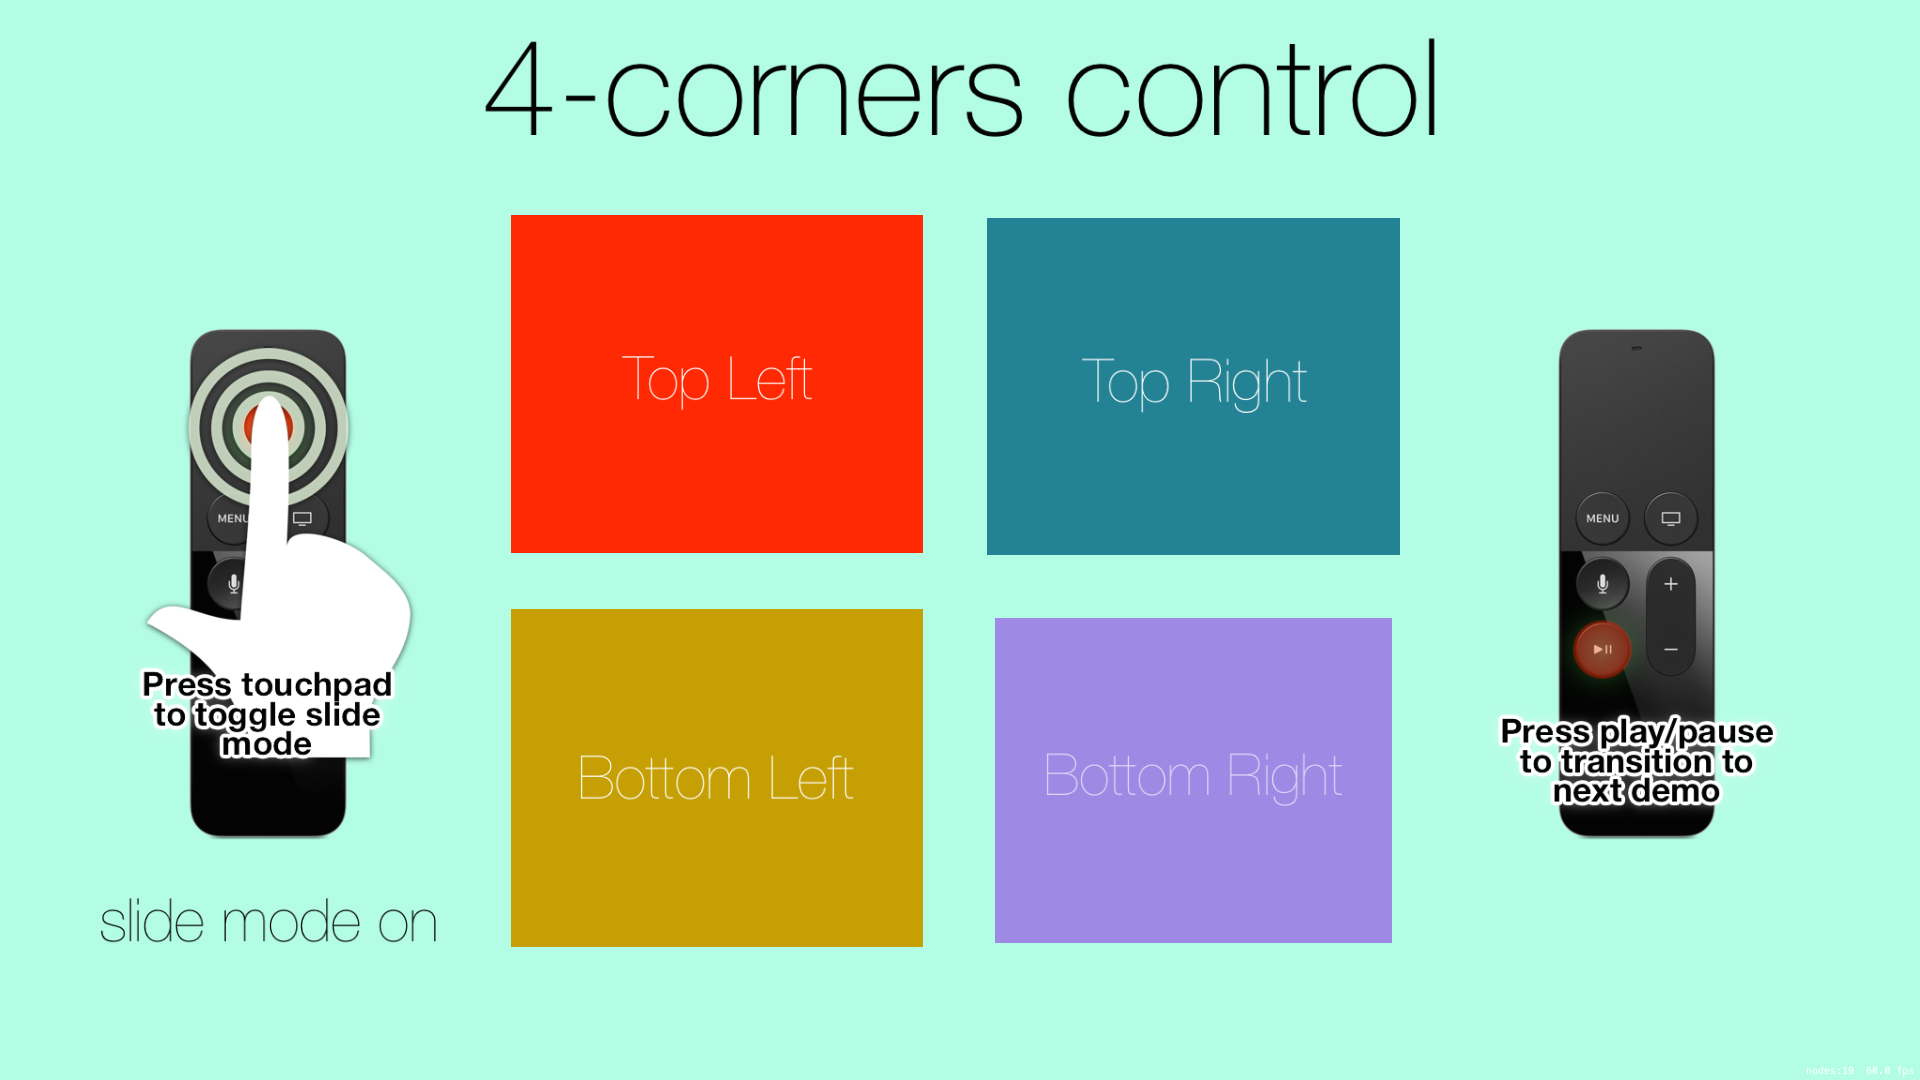 4-corners control
Top Left
Top Right
MENU
MENU
Press touchpad
to toggle slide
mode
Bottom Left
Bottom Right
Press play/pause
to transition to
next demo
slide mode on
nodes:19 60.0 fps